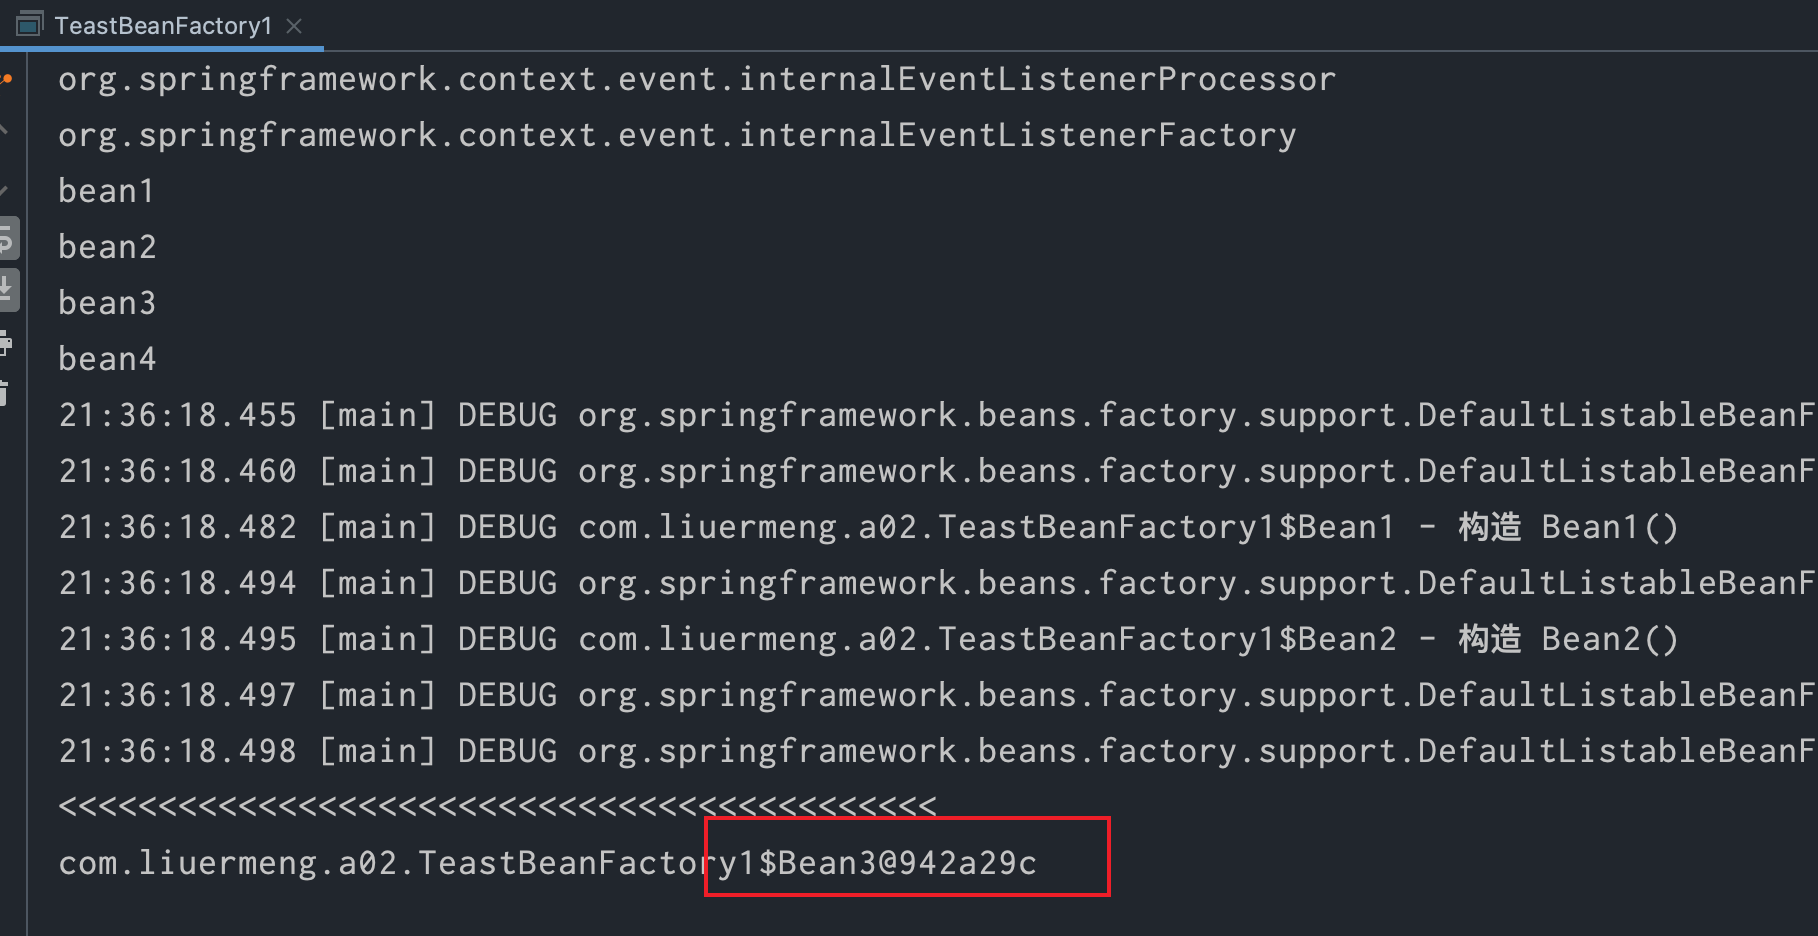 TeastBeanFactory1
org.springframework.context.event.internalEventListenerProcessor
org.springframework.context.event.internalEventListenerFactory
bean1
bean2
bean3
bean4
21:36:18.455 [main] DEBUG org.springframework.beans.factory.support.DefaultListableBeanF
21:36:18.460 [main] DEBUG org.springframework.beans.factory.support.DefaultListableBeanF
21:36:18.482 [main] DEBUG com.liuermeng.a02.TeastBeanFactory1$Bean1 - 构造 Bean1()
21:36:18.494 [main] DEBUG org.springframework.beans.factory.support.DefaultListableBeanF
21:36:18.495 [main] DEBUG com.liuermeng.a02.TeastBeanFactory1$Bean2 - 构造 Bean2()
21:36:18.497 [main] DEBUG org.springframework.beans.factory.support.DefaultListableBeanF
21:36:18.498 [main] DEBUG org.springframework.beans.factory.support.DefaultListableBeanF
<<<<<<<<<<<<<<<<<<<<<<<<<<<<<<<<<<<<<<<<<<<<
com.liuermeng.a02.TeastBeanFactory1$Bean3@942a29c